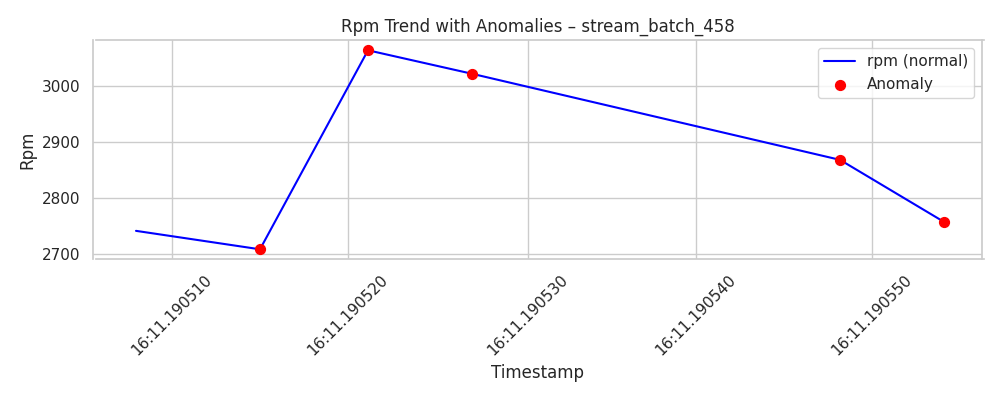 Rpm Trend with Anomalies – stream_batch_458
rpm (normal)
Anomaly
Rpm
3000
2900
2800
2700
16:11.190510
16:11.190520
16:11.190530
16:11.190540
16:11.190550
Timestamp